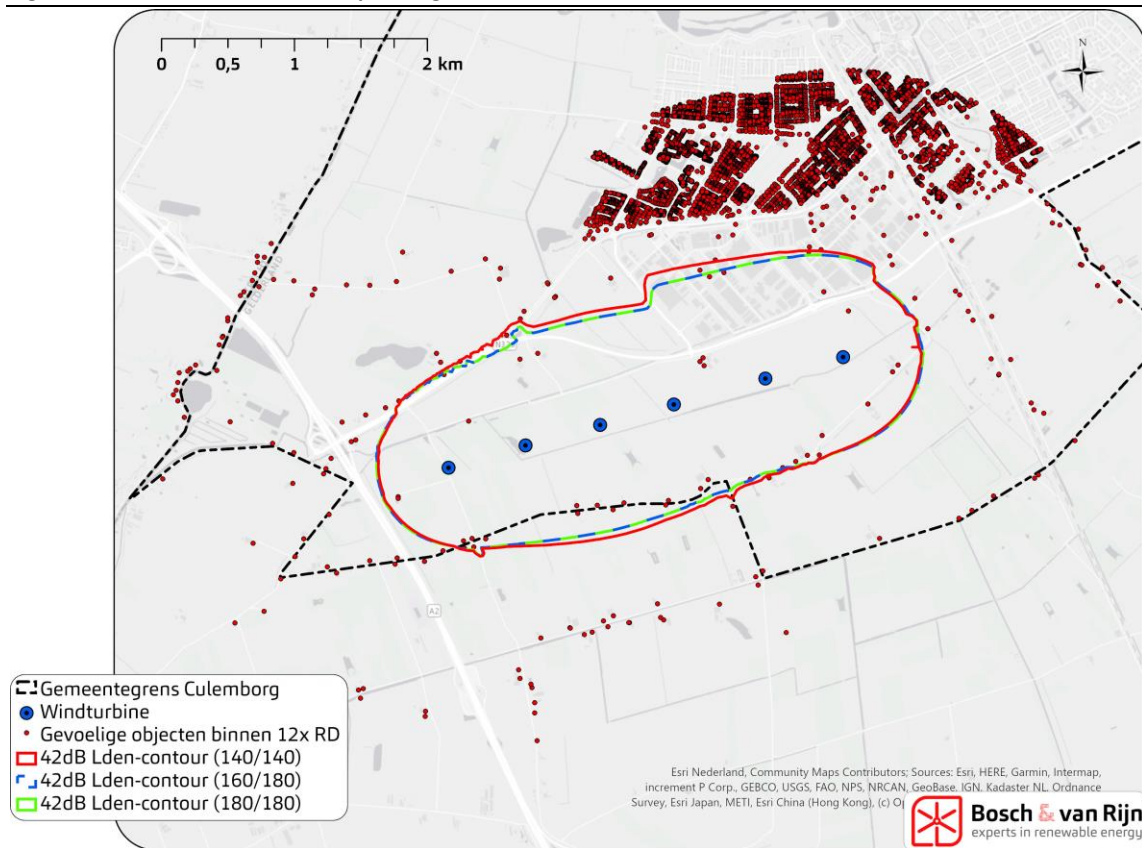 0 0,5 1 2 km
N
GELDERLAND
A2
Gemeentegrens Culemborg
Windturbine
Gevoelige objecten binnen 12x RD
42dB Lden-contour (140/140)
42dB Lden-contour (160/180)
42dB Lden-contour (180/180)
Esri Nederland, Community Maps Contributors; Sources: Esri, HERE, Garmin, Intermap,
increment P Corp., GEBCO, USGS, FAO, NPS, NRCAN, GeoBase, IGN, Kadaster NL, Ordnance
Survey, Esri Japan, METI, Esri China (Hong Kong), (c) Op
Bosch & van Rijn
experts in renewable energy